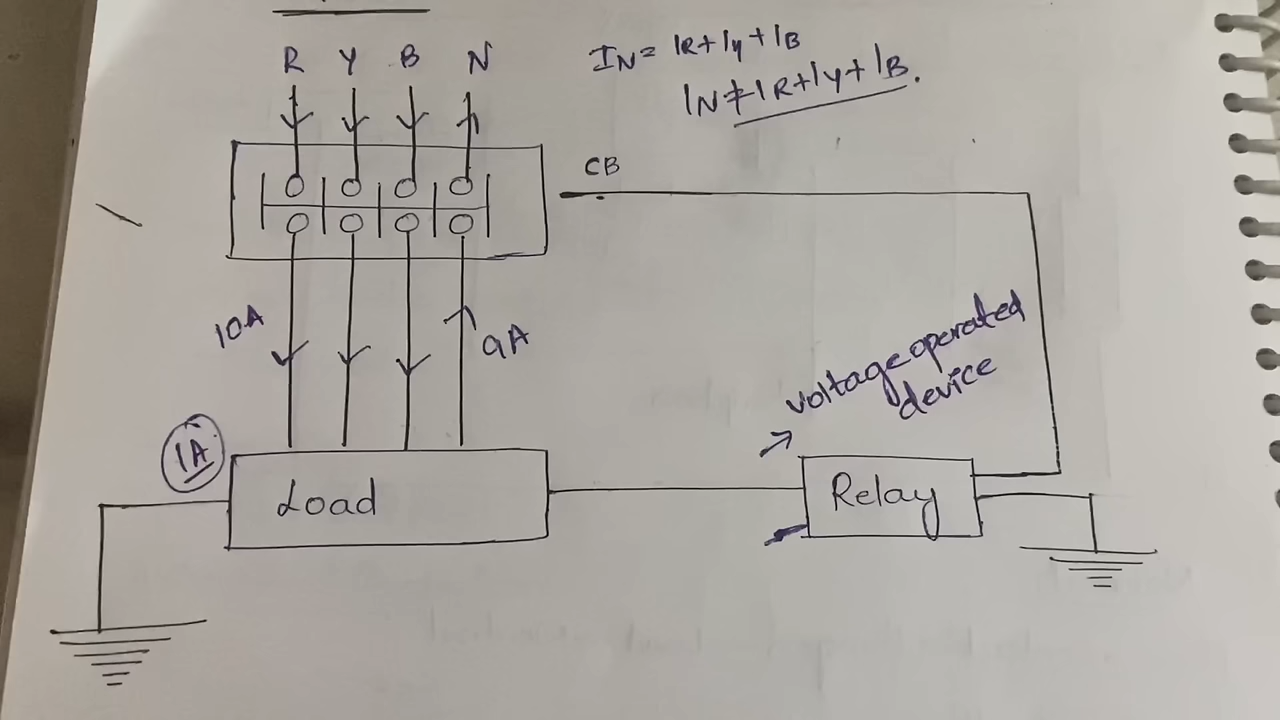 R Y B N
IN = IR+IY+IB
IN ≠ IR+IY+IB.
CB
10A
9A
voltage operated
device
1A
Load
Relay